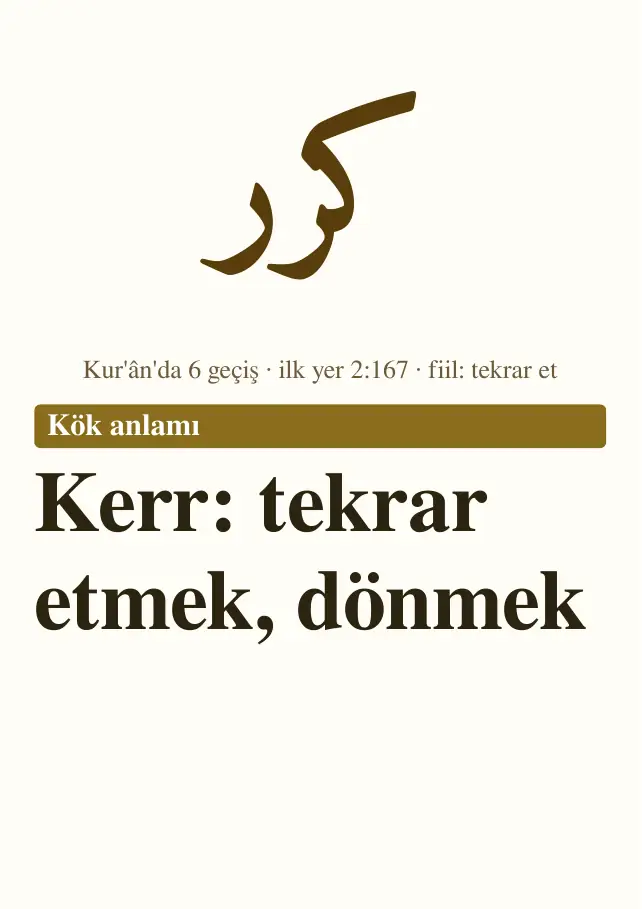 كرر
Kur'ân'da 6 geçiş · ilk yer 2:167 · fiil: tekrar et
Kök anlamı
Kerr: tekrar
etmek, dönmek